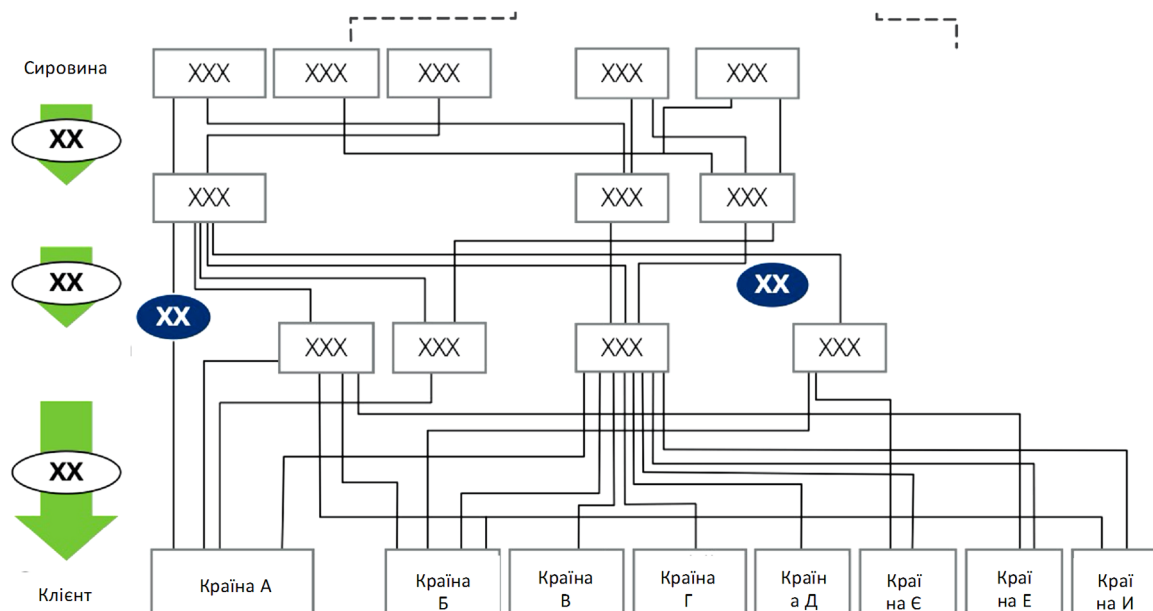 Сировина
XXX XXX XXX XXX XXX
XX
XXX XXX XXX
XX
XX
XX
XXX XXX XXX XXX
XX
Клієнт
Країна А
Країна
Б
Країна
В
Країна
Г
Країн
а Д
Краї
на Є
Краї
на Е
Краї
на И